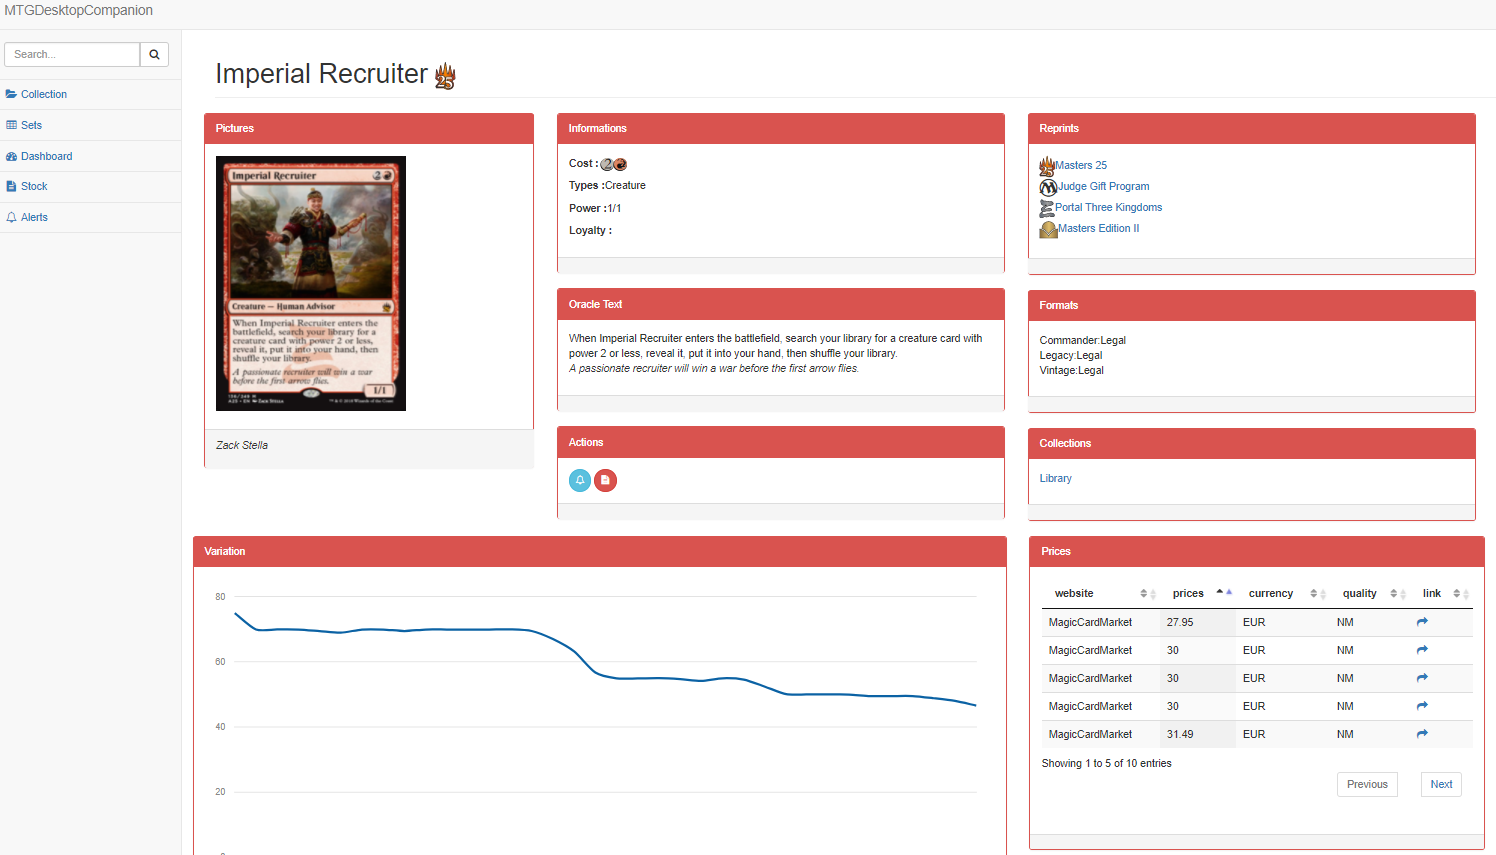 MTGDesktopCompanion
Search...
Collection
Sets
Dashboard
Stock
Alerts
Imperial Recruiter
25
Pictures
Imperial Recruiter 2
Creature — Human Advisor
When Imperial Recruiter enters the
battlefield, search your library for a
creature card with power 2 or less,
reveal it, put it into your hand, then
shuffle your library.
A passionate recruiter will win a war
before the first arrow flies.
1/1
A25 • EN Zack Stella
Zack Stella
Informations
Cost : 2
Types :Creature
Power :1/1
Loyalty :
Oracle Text
When Imperial Recruiter enters the battlefield, search your library for a creature card with
power 2 or less, reveal it, put it into your hand, then shuffle your library.
A passionate recruiter will win a war before the first arrow flies.
Actions
Reprints
25 Masters 25
Judge Gift Program
Portal Three Kingdoms
Masters Edition II
Formats
Commander:Legal
Legacy:Legal
Vintage:Legal
Collections
Library
Variation
80
60
40
20
Prices
website prices currency quality link
MagicCardMarket 27.95 EUR NM
MagicCardMarket 30 EUR NM
MagicCardMarket 30 EUR NM
MagicCardMarket 30 EUR NM
MagicCardMarket 31.49 EUR NM
Showing 1 to 5 of 10 entries
Previous Next